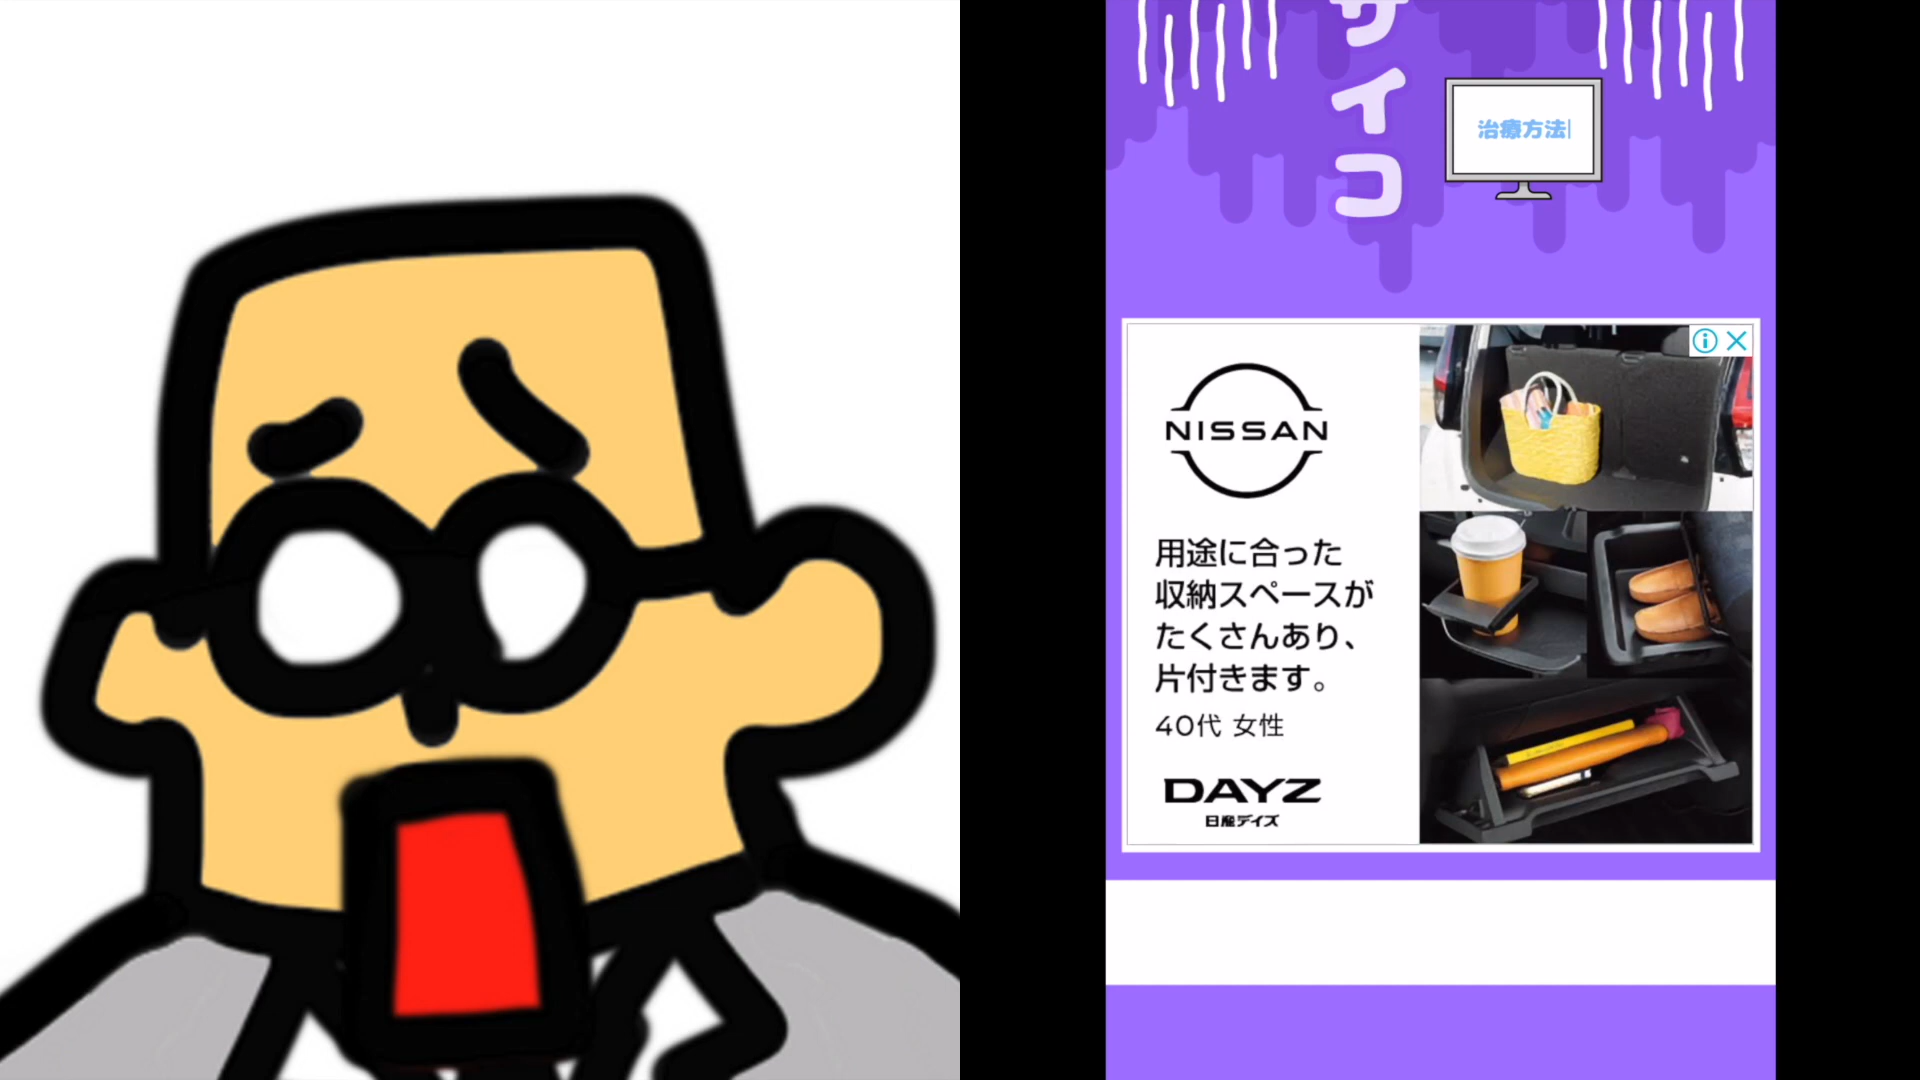 サイコ
治療方法
NISSAN
用途に合った
収納スペースが
たくさんあり、
片付きます。
40代 女性
DAYZ
日産デイズ